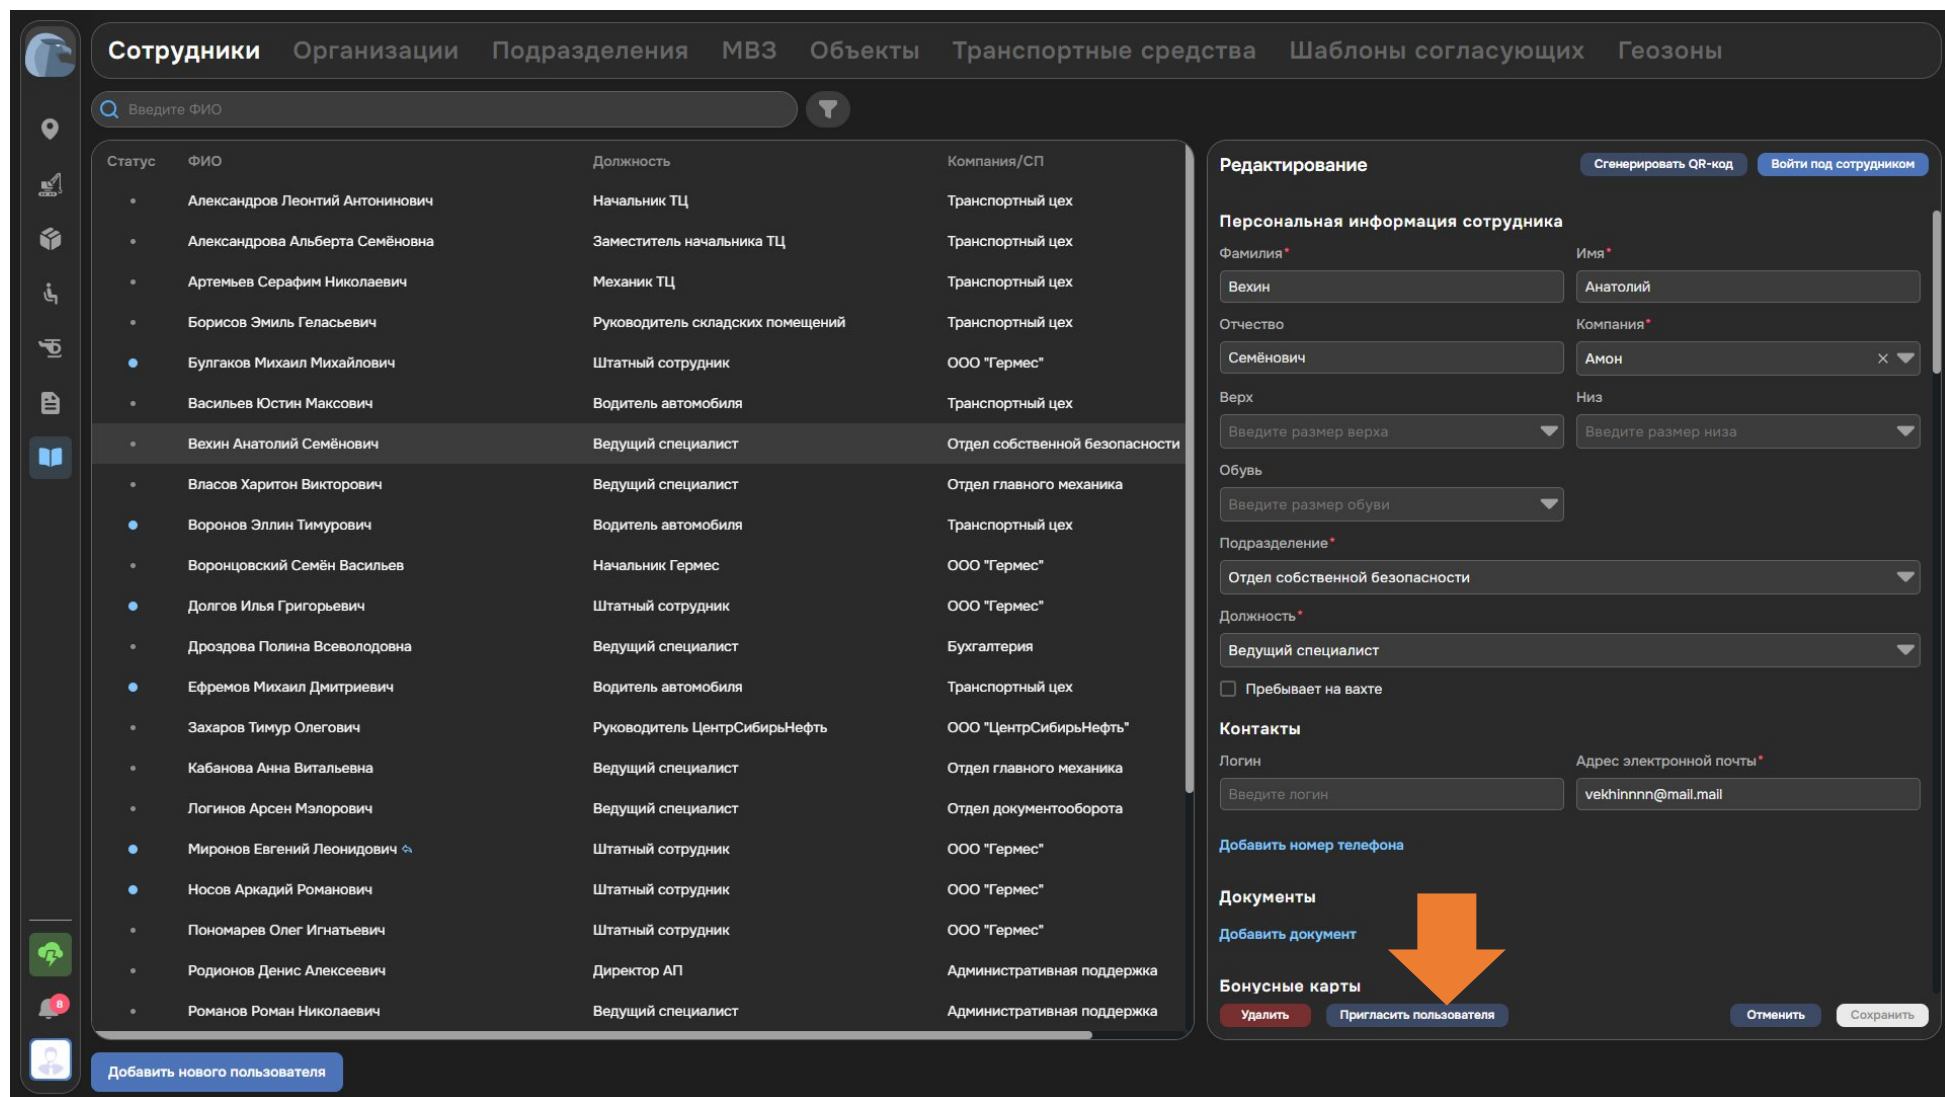 Сотрудники Организации Подразделения МВЗ Объекты Транспортные средства Шаблоны согласующих Геозоны
Введите ФИО
Статус ФИО Должность Компания/СП
Александров Леонтий Антонинович Начальник ТЦ Транспортный цех
Александрова Альберта Семёновна Заместитель начальника ТЦ Транспортный цех
Артемьев Серафим Николаевич Механик ТЦ Транспортный цех
Борисов Эмиль Геласьевич Руководитель складских помещений Транспортный цех
Булгаков Михаил Михайлович Штатный сотрудник ООО "Гермес"
Васильев Юстин Максович Водитель автомобиля Транспортный цех
Вехин Анатолий Семёнович Ведущий специалист Отдел собственной безопасности
Власов Харитон Викторович Ведущий специалист Отдел главного механика
Воронов Эллин Тимурович Водитель автомобиля Транспортный цех
Воронцовский Семён Васильев Начальник Гермес ООО "Гермес"
Долгов Илья Григорьевич Штатный сотрудник ООО "Гермес"
Дроздова Полина Всеволодовна Ведущий специалист Бухгалтерия
Ефремов Михаил Дмитриевич Водитель автомобиля Транспортный цех
Захаров Тимур Олегович Руководитель ЦентрСибирьНефть ООО "ЦентрСибирьНефть"
Кабанова Анна Витальевна Ведущий специалист Отдел главного механика
Логинов Арсен Мэлорович Ведущий специалист Отдел документооборота
Миронов Евгений Леонидович Штатный сотрудник ООО "Гермес"
Носов Аркадий Романович Штатный сотрудник ООО "Гермес"
Пономарев Олег Игнатьевич Штатный сотрудник ООО "Гермес"
Родионов Денис Алексеевич Директор АП Административная поддержка
Романов Роман Николаевич Ведущий специалист Административная поддержка
8
Добавить нового пользователя
Редактирование Сгенерировать QR-код Войти под сотрудником
Персональная информация сотрудника
Фамилия* Имя*
Вехин Анатолий
Отчество Компания*
Семёнович Амон
Верх Низ
Введите размер верха Введите размер низа
Обувь
Введите размер обуви
Подразделение*
Отдел собственной безопасности
Должность*
Ведущий специалист
Пребывает на вахте
Контакты
Логин Адрес электронной почты*
Введите логин vekhinnnn@mail.mail
Добавить номер телефона
Документы
Добавить документ
Бонусные карты
Удалить Пригласить пользователя Отменить Сохранить